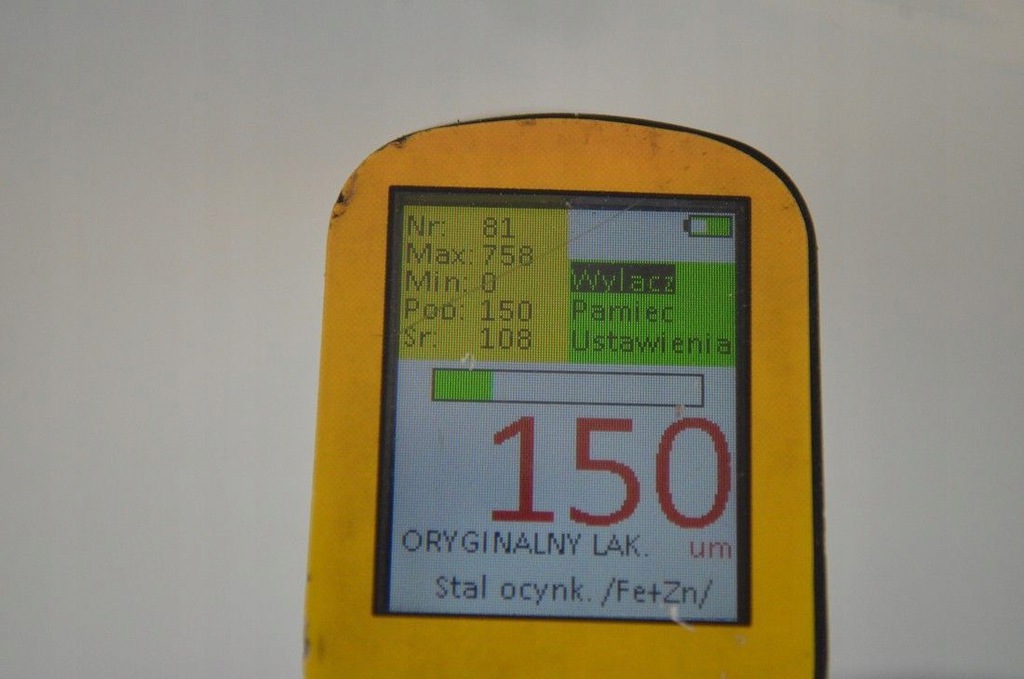 Nr: 81
Max: 758
Min: 0
Pop: 150
Sr: 108
Wylacz
Pamiec
Ustawienia
150
ORYGINALNY LAK. um
Stal ocynk. /Fe+Zn/